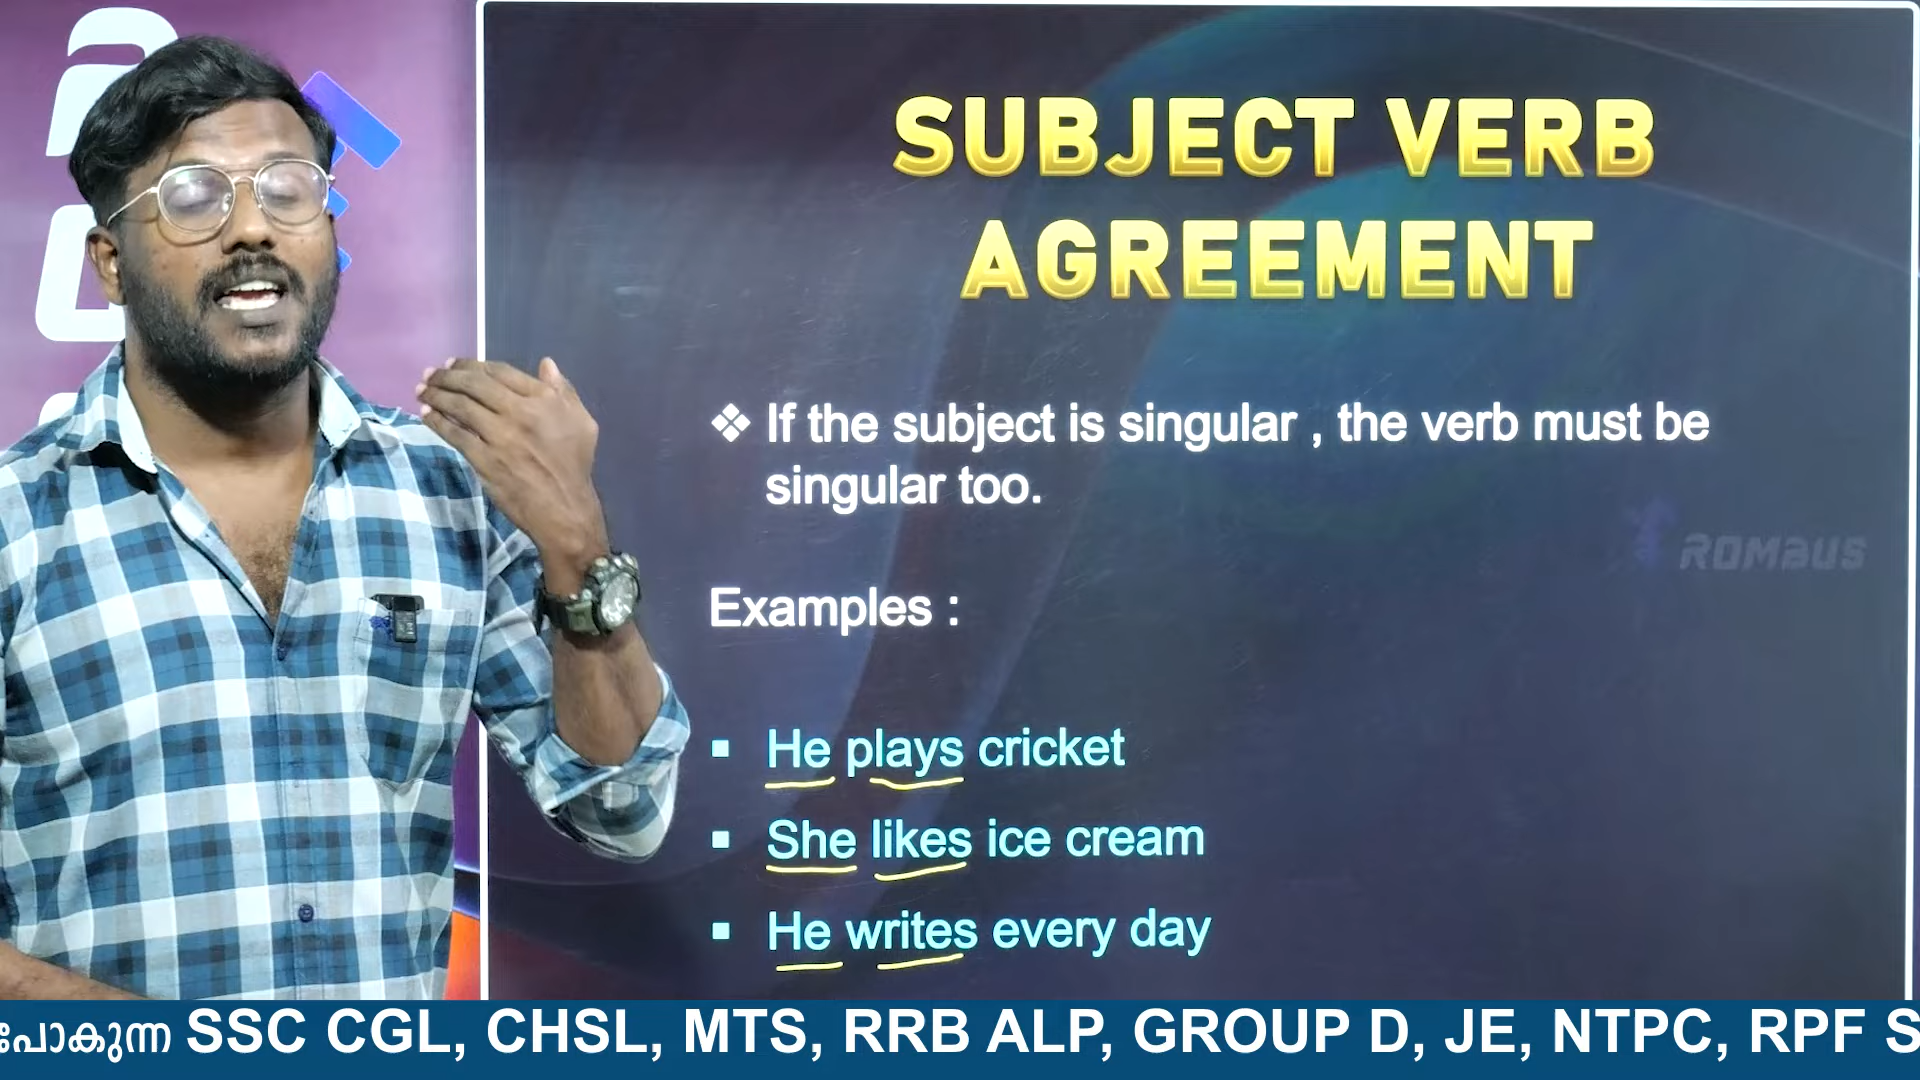 SUBJECT VERB
AGREEMENT
❖ If the subject is singular , the verb must be
singular too.
ROMBUS
Examples :
▪ He plays cricket
▪ She likes ice cream
▪ He writes every day
പോകുന്ന SSC CGL, CHSL, MTS, RRB ALP, GROUP D, JE, NTPC, RPF S